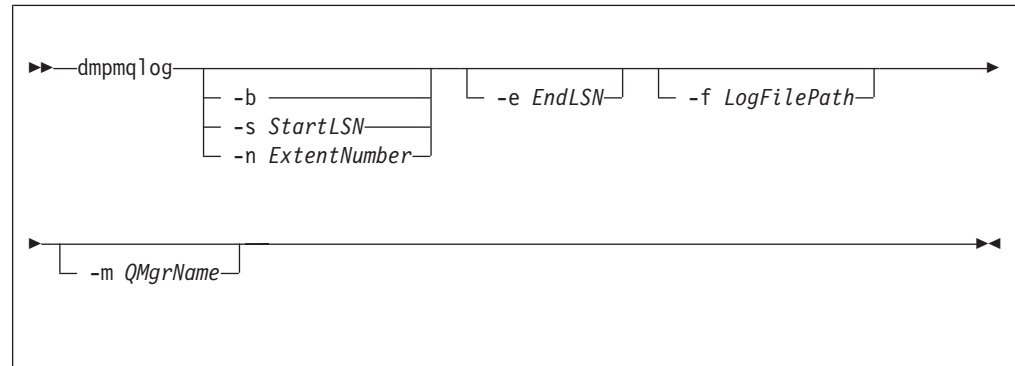 dmpmqlog
-b -e EndLSN -f LogFilePath
-s StartLSN
-n ExtentNumber
-m QMgrName